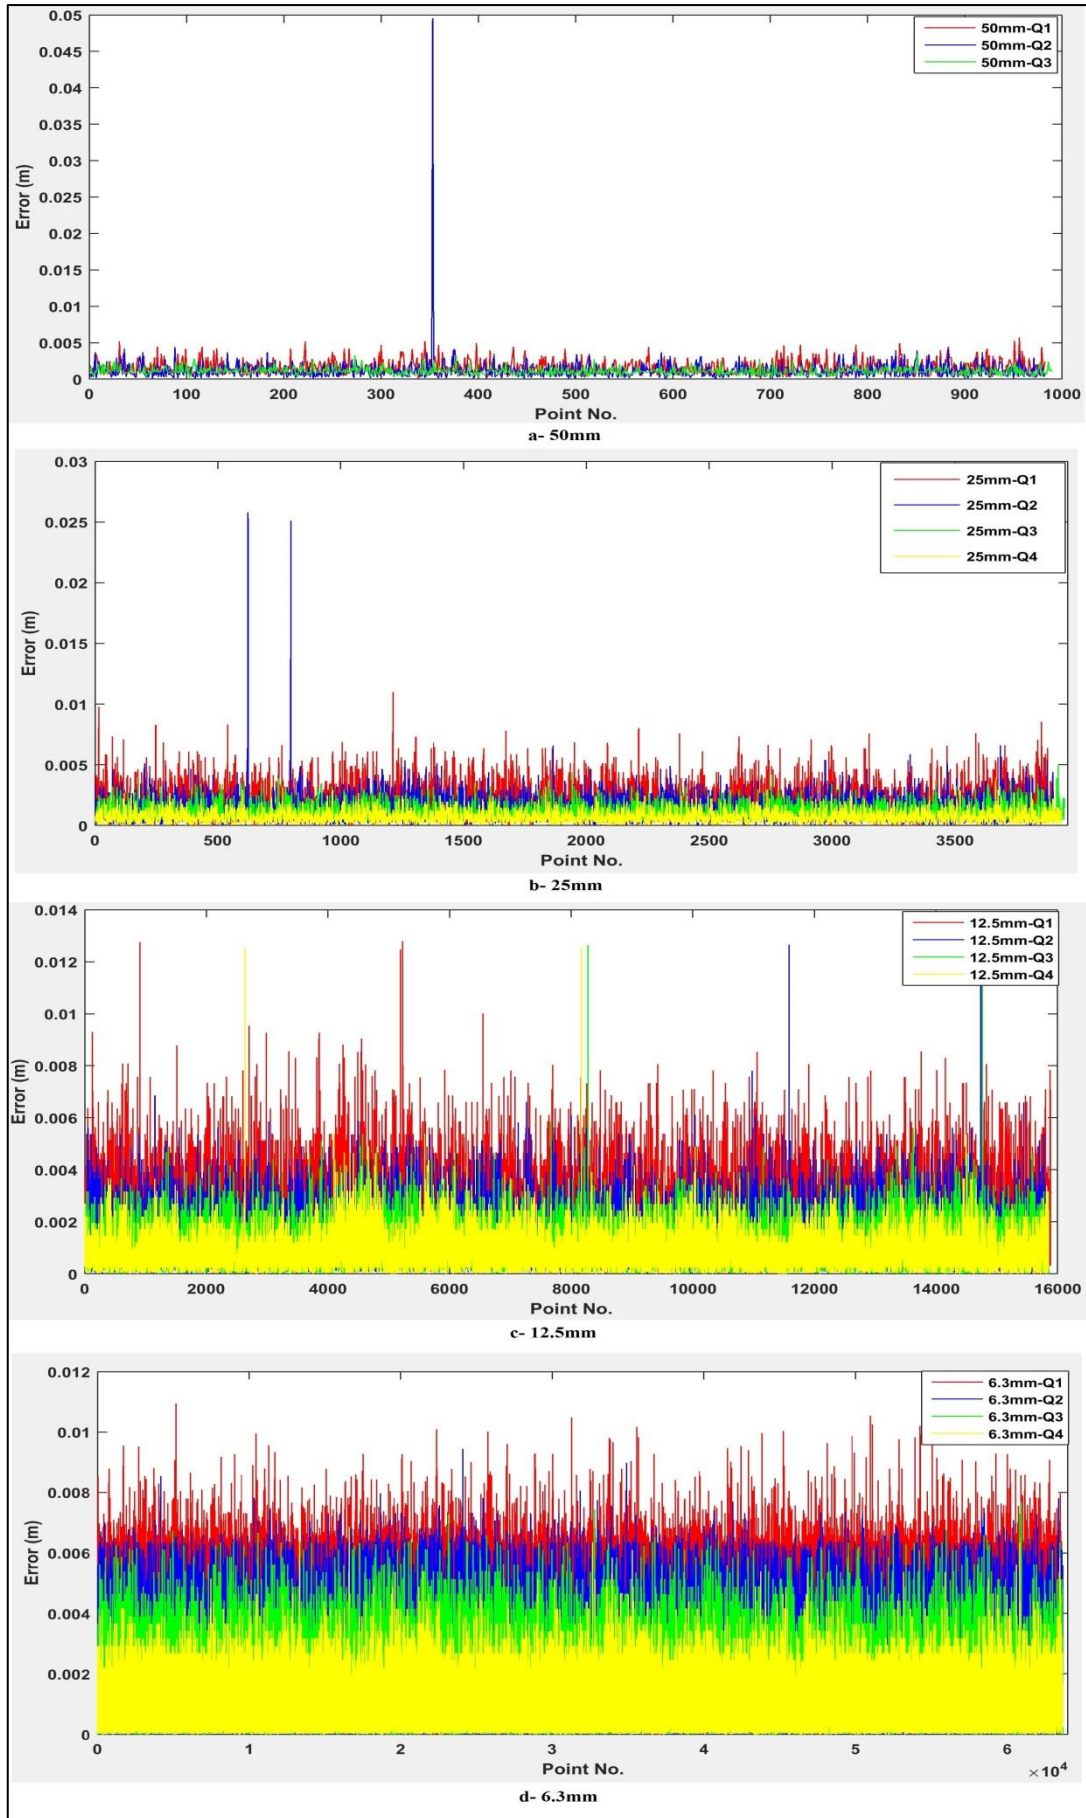 0.05
0.045
0.04
0.035
0.03
0.025
0.02
0.015
0.01
0.005
0
Error (m)
50mm-Q1
50mm-Q2
50mm-Q3
0 100 200 300 400 500 600 700 800 900 1000
Point No.
a- 50mm
0.03
0.025
0.02
0.015
0.01
0.005
0
Error (m)
25mm-Q1
25mm-Q2
25mm-Q3
25mm-Q4
0 500 1000 1500 2000 2500 3000 3500
Point No.
b- 25mm
0.014
0.012
0.01
0.008
0.006
0.004
0.002
0
Error (m)
12.5mm-Q1
12.5mm-Q2
12.5mm-Q3
12.5mm-Q4
0 2000 4000 6000 8000 10000 12000 14000 16000
Point No.
c- 12.5mm
0.012
0.01
0.008
0.006
0.004
0.002
0
Error (m)
6.3mm-Q1
6.3mm-Q2
6.3mm-Q3
6.3mm-Q4
0 1 2 3 4 5 6
Point No.
×10⁴
d- 6.3mm